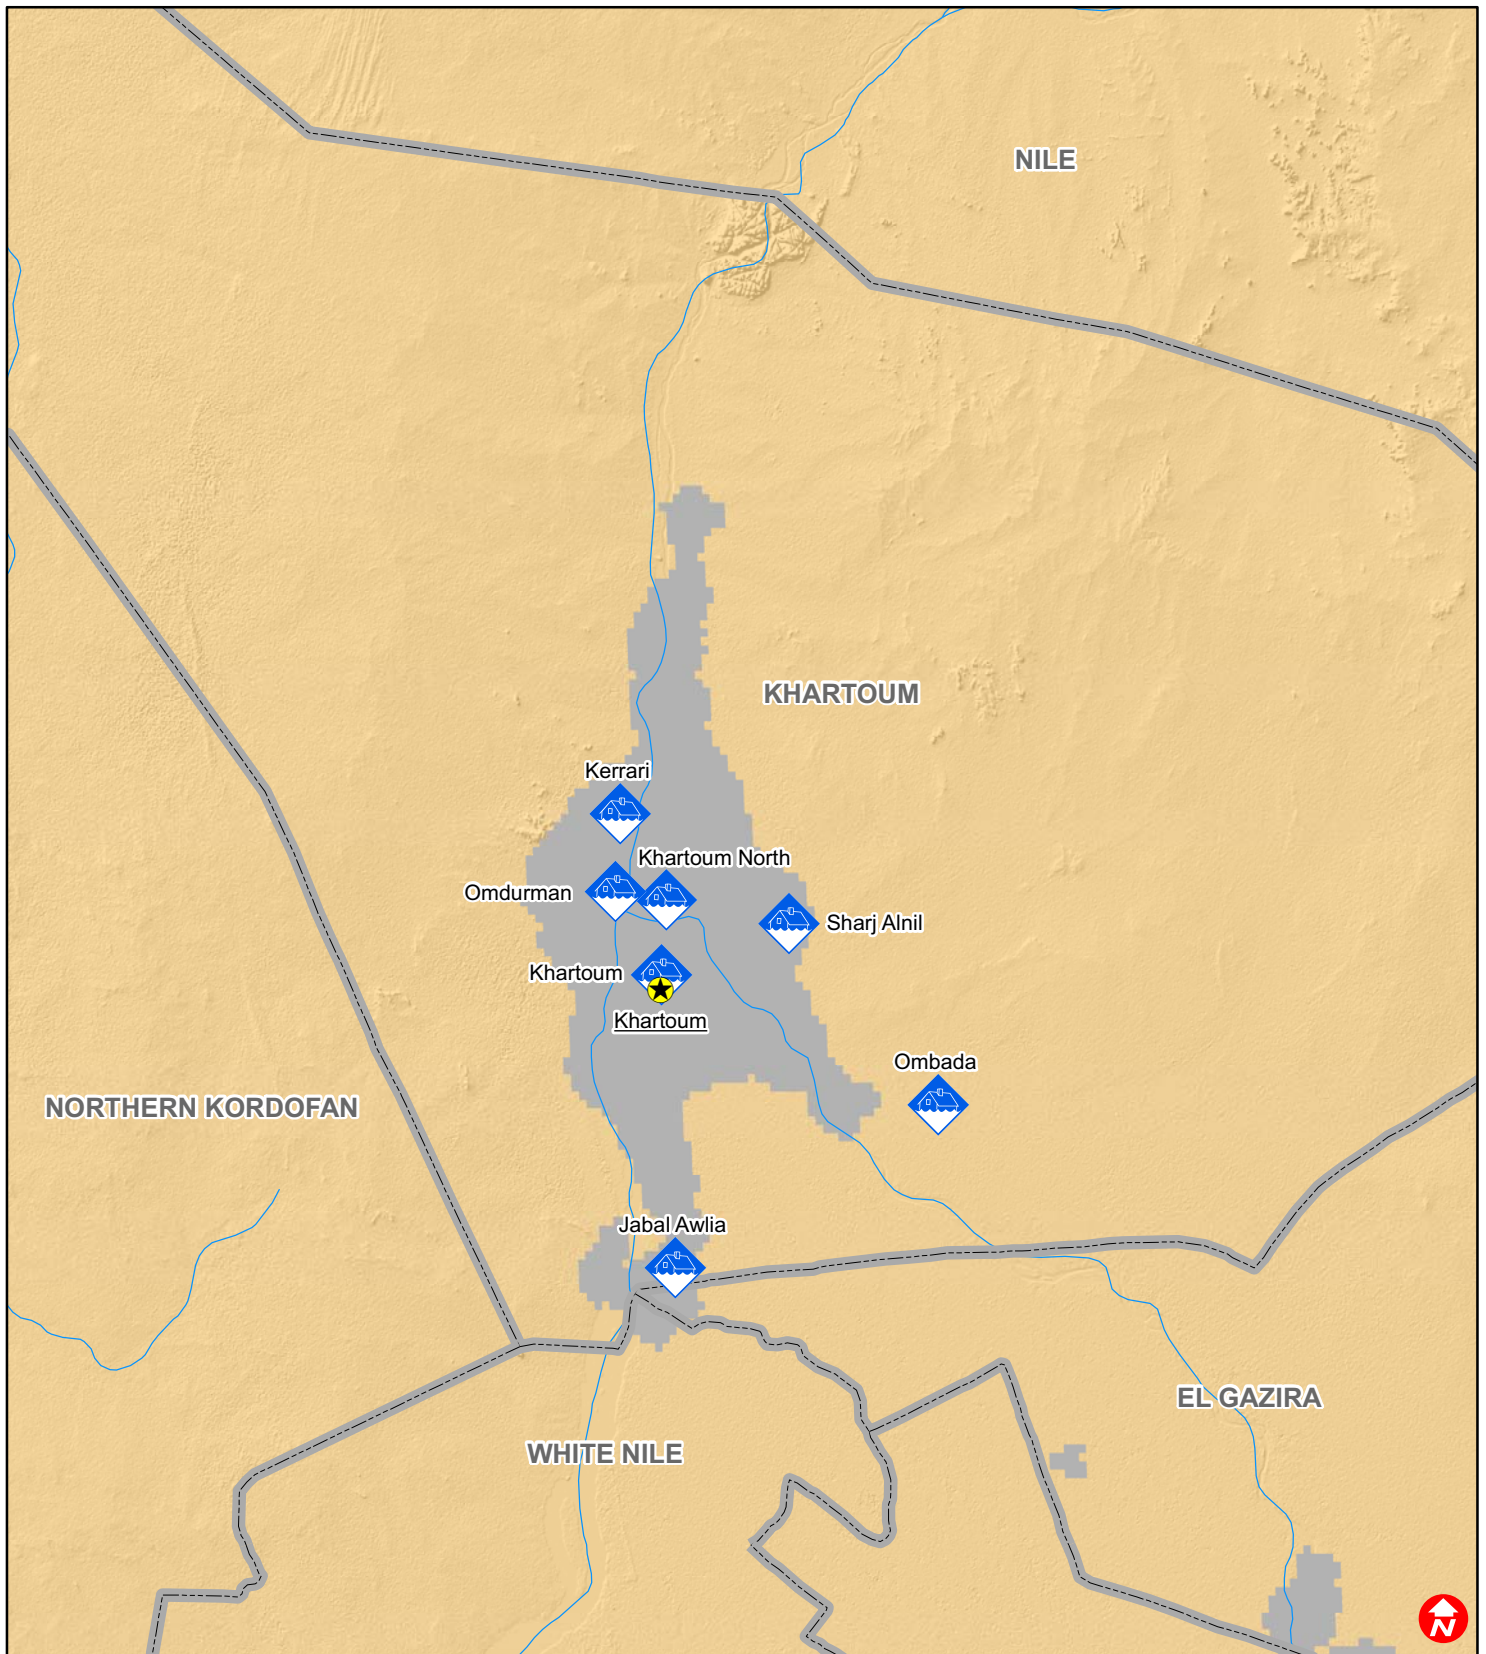 NILE
KHARTOUM
Kerrari
Khartoum North
Omdurman
Sharj Alnil
Khartoum
Khartoum
Ombada
NORTHERN KORDOFAN
Jabal Awlia
EL GAZIRA
WHITE NILE
N